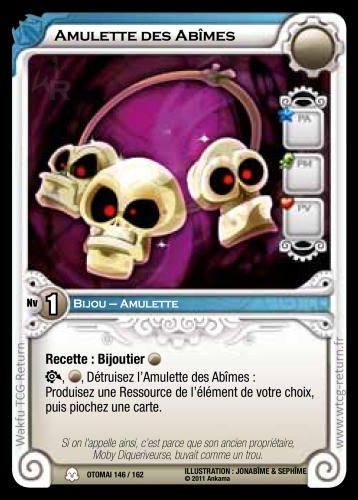 AMULETTE DES ABÎMES
WR
PA
PM
PV
Nv 1 BIJOU – AMULETTE
Recette : Bijoutier
, , Détruisez l'Amulette des Abîmes :
Produisez une Ressource de l'élément de votre choix,
puis piochez une carte.
Si on l'appelle ainsi, c'est parce que son ancien propriétaire,
Moby Diqueriveurse, buvait comme un trou.
OTOMAI 146 / 162
ILLUSTRATION : JONABÎME & SEPHÎME
© 2011 Ankama
Wakfu TCG Return
www.wtcg-return.fr